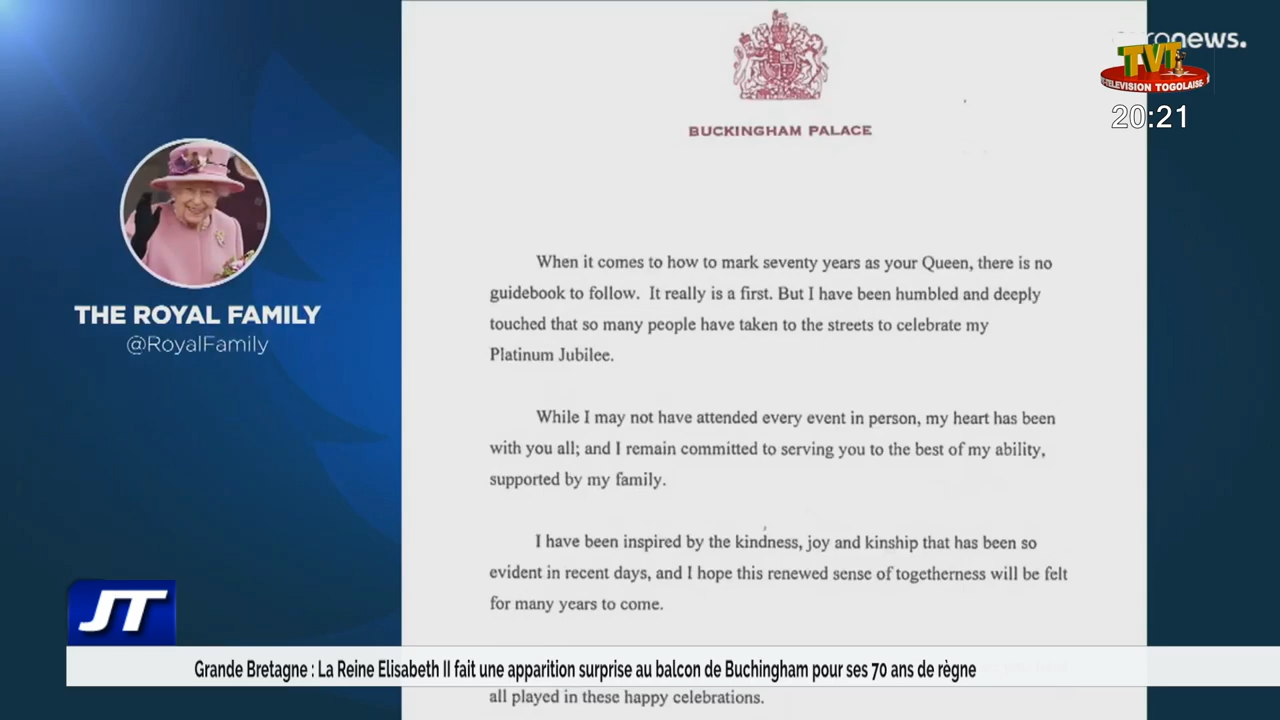 euronews.
TVT
TELEVISION TOGOLAISE
20:21
BUCKINGHAM PALACE
THE ROYAL FAMILY
@RoyalFamily
When it comes to how to mark seventy years as your Queen, there is no
guidebook to follow. It really is a first. But I have been humbled and deeply
touched that so many people have taken to the streets to celebrate my
Platinum Jubilee.
While I may not have attended every event in person, my heart has been
with you all; and I remain committed to serving you to the best of my ability,
supported by my family.
I have been inspired by the kindness, joy and kinship that has been so
evident in recent days, and I hope this renewed sense of togetherness will be felt
for many years to come.
JT
Grande Bretagne : La Reine Elisabeth II fait une apparition surprise au balcon de Buchingham pour ses 70 ans de règne
all played in these happy celebrations.